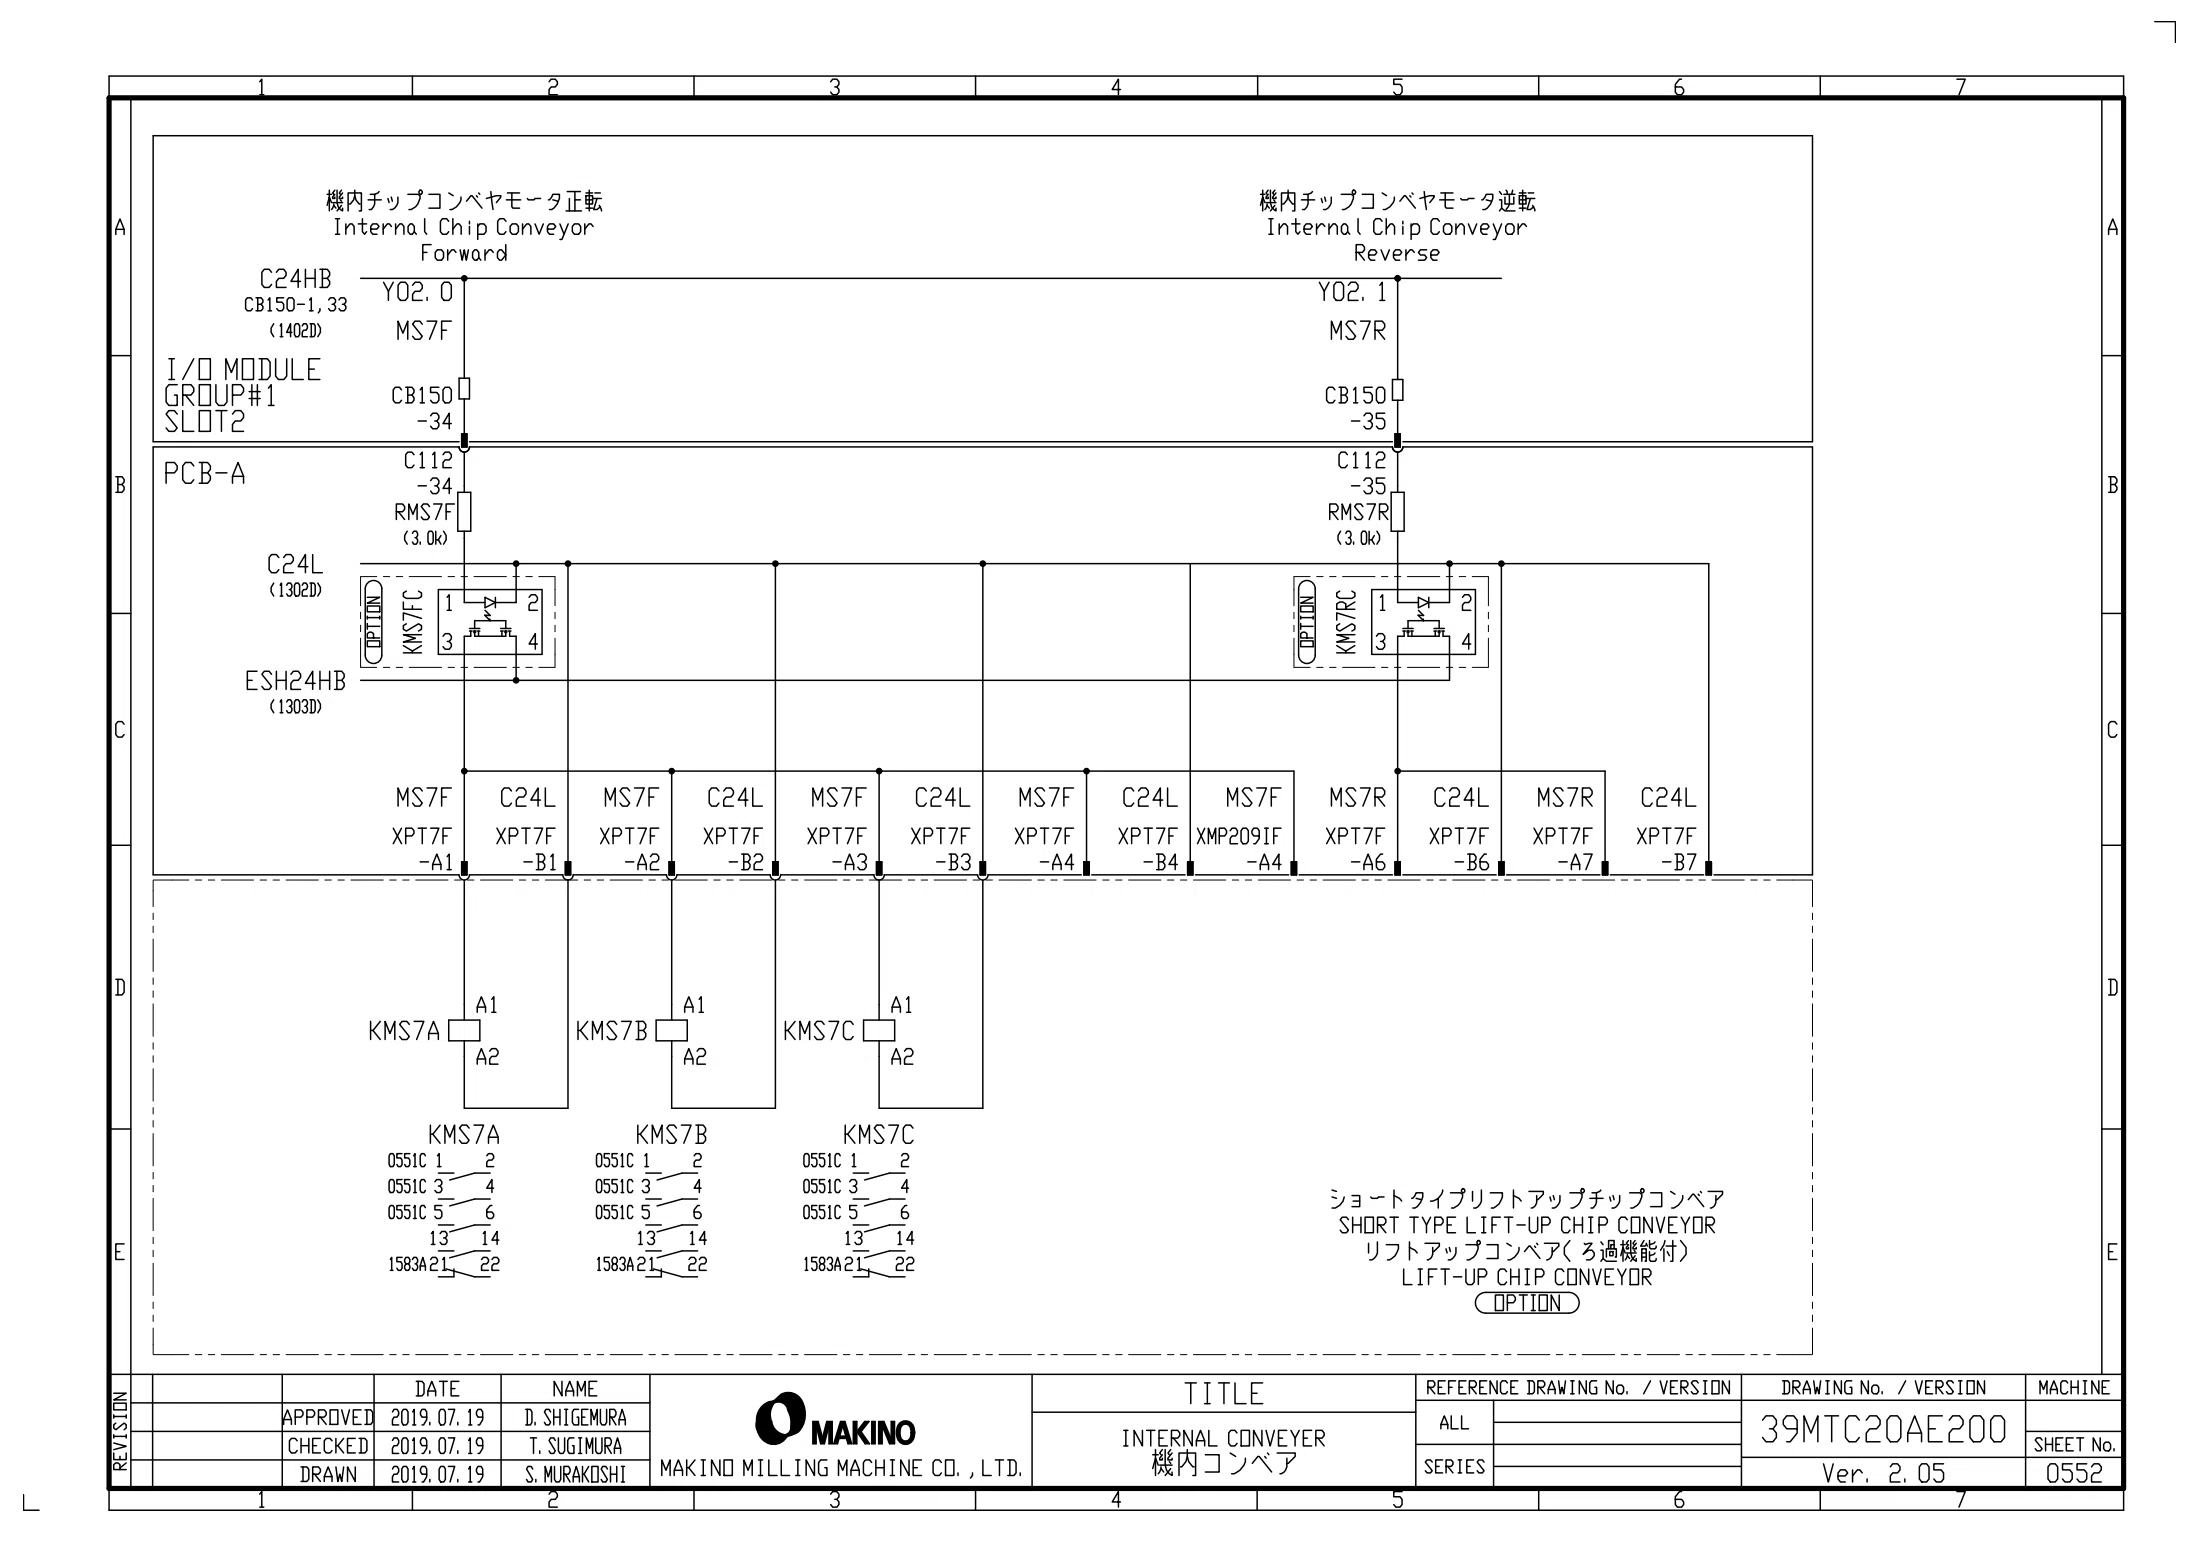 1 2 3 4 5 6 7
機内チップコンベヤモータ正転 機内チップコンベヤモータ逆転
Internal Chip Conveyor Internal Chip Conveyor
Forward Reverse
A A
C24HB
CB150-1,33
(1402D)
Y02.0 Y02.1
MS7F MS7R
I/O MODULE
GROUP#1
SLOT2
CB150 CB150
-34 -35
PCB-A
B B
C112 C112
-34 -35
RMS7F RMS7R
(3.0k) (3.0k)
C24L
(1302D)
OPTION KMS7FC 1 2 OPTION KMS7RC 1 2
3 4 3 4
ESH24HB
(1303D)
C C
MS7F C24L MS7F C24L MS7F C24L MS7F C24L MS7F MS7R C24L MS7R C24L
XPT7F XPT7F XPT7F XPT7F XPT7F XPT7F XPT7F XPT7F XMP209IF XPT7F XPT7F XPT7F XPT7F
-A1 -B1 -A2 -B2 -A3 -B3 -A4 -B4 -A4 -A6 -B6 -A7 -B7
D D
A1 A1 A1
KMS7A KMS7B KMS7C
A2 A2 A2
KMS7A KMS7B KMS7C
0551C 1 2 0551C 1 2 0551C 1 2
0551C 3 4 0551C 3 4 0551C 3 4
0551C 5 6 0551C 5 6 0551C 5 6
13 14 13 14 13 14
1583A 21 22 1583A 21 22 1583A 21 22
E E
ショートタイプリフトアップチップコンベア
SHORT TYPE LIFT-UP CHIP CONVEYOR
リフトアップコンベア(ろ過機能付)
LIFT-UP CHIP CONVEYOR
OPTION
REVISION
DATE NAME
APPROVED 2019.07.19 D. SHIGEMURA
CHECKED 2019.07.19 T. SUGIMURA
DRAWN 2019.07.19 S. MURAKOSHI
MAKINO
MAKINO MILLING MACHINE CO.,LTD.
TITLE
INTERNAL CONVEYER
機内コンベア
REFERENCE DRAWING No. / VERSION
ALL
SERIES
DRAWING No. / VERSION
39MTC20AE200
Ver. 2.05
MACHINE
SHEET No.
0552
1 2 3 4 5 6 7